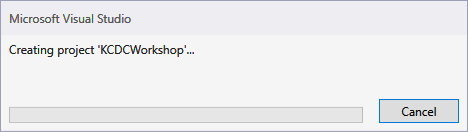 Microsoft Visual Studio
Creating project 'KCDCWorkshop'...
Cancel